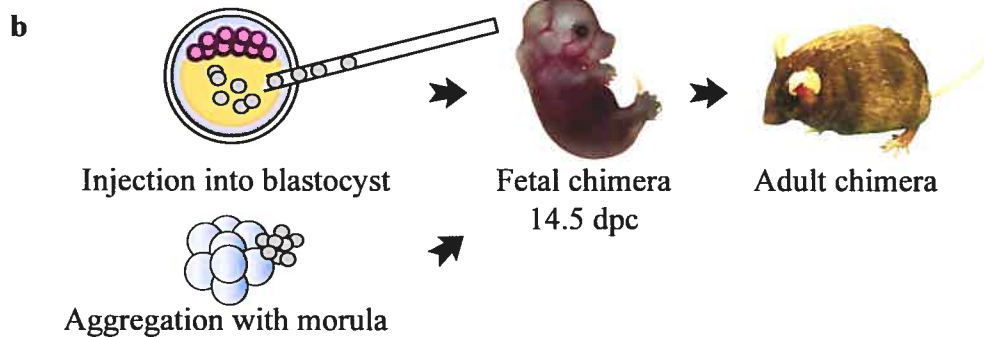 b
Injection into blastocyst
Fetal chimera
14.5 dpc
Adult chimera
Aggregation with morula